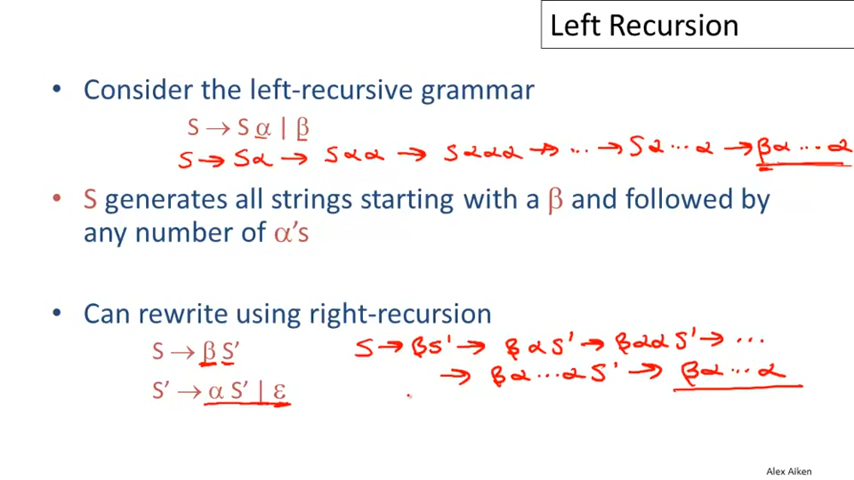 Left Recursion
• Consider the left-recursive grammar
S → S α | β
S → Sα → Sαα → Sααα → ... → Sα...α → βα...α
• S generates all strings starting with a β and followed by
any number of α's
• Can rewrite using right-recursion
S → β S'
S → βS' → βαS' → βααS' → ...
S' → α S' | ε
→ βα...αS' → βα...α
Alex Aiken